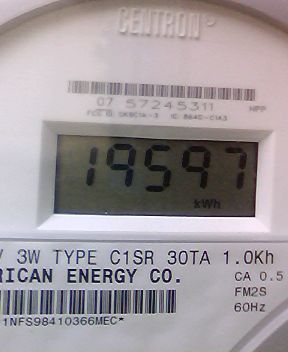 CENTRON
07 57245311
NPP
19597
kWh
V 3W TYPE C1SR 30TA 1.0Kh
RICAN ENERGY CO.
CA 0.5
FM2S
60Hz
1NFS98410366MEC*